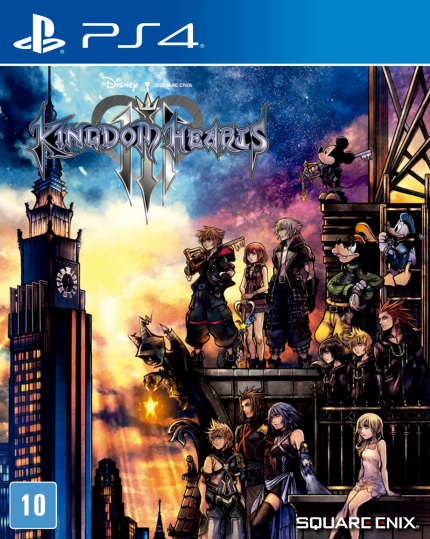 PS4
Disney SQUARE ENIX
KINGDOM HEARTS
III
10
SQUARE ENIX